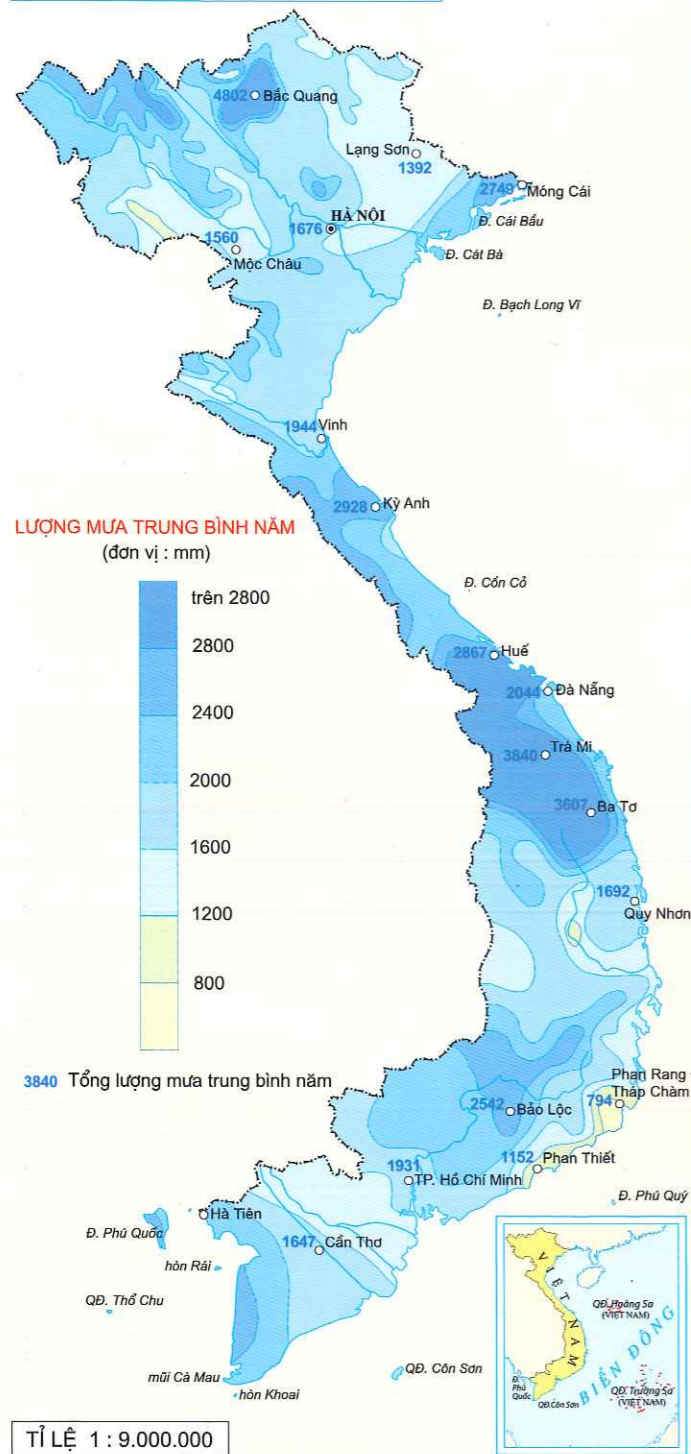 4802 Bắc Quang
Lạng Sơn
1392
2749 Móng Cái
Đ. Cái Bầu
HÀ NỘI
1676
1560
Mộc Châu
Đ. Cát Bà
Đ. Bạch Long Vĩ
1944 Vinh
2928 Kỳ Anh
LƯỢNG MƯA TRUNG BÌNH NĂM
(đơn vị : mm)
trên 2800
2800
2400
2000
1600
1200
800
3840 Tổng lượng mưa trung bình năm
Đ. Cồn Cỏ
2867 Huế
2044 Đà Nẵng
Trà Mi
3840
3607 Ba Tơ
1692
Quy Nhơn
Phan Rang
Tháp Chàm
794
2542 Bảo Lộc
1152 Phan Thiết
1931
TP. Hồ Chí Minh
Đ. Phú Quý
Hà Tiên
Đ. Phú Quốc
1647 Cần Thơ
hòn Rái
QĐ. Thổ Chu
mũi Cà Mau
hòn Khoai
QĐ. Côn Sơn
VIỆT NAM
QĐ. Hoàng Sa
(VIỆT NAM)
BIỂN ĐÔNG
Đ.
Phú
Quốc
QĐ.Côn Sơn
QĐ. Trường Sa
(VIỆT NAM)
TỈ LỆ 1 : 9.000.000